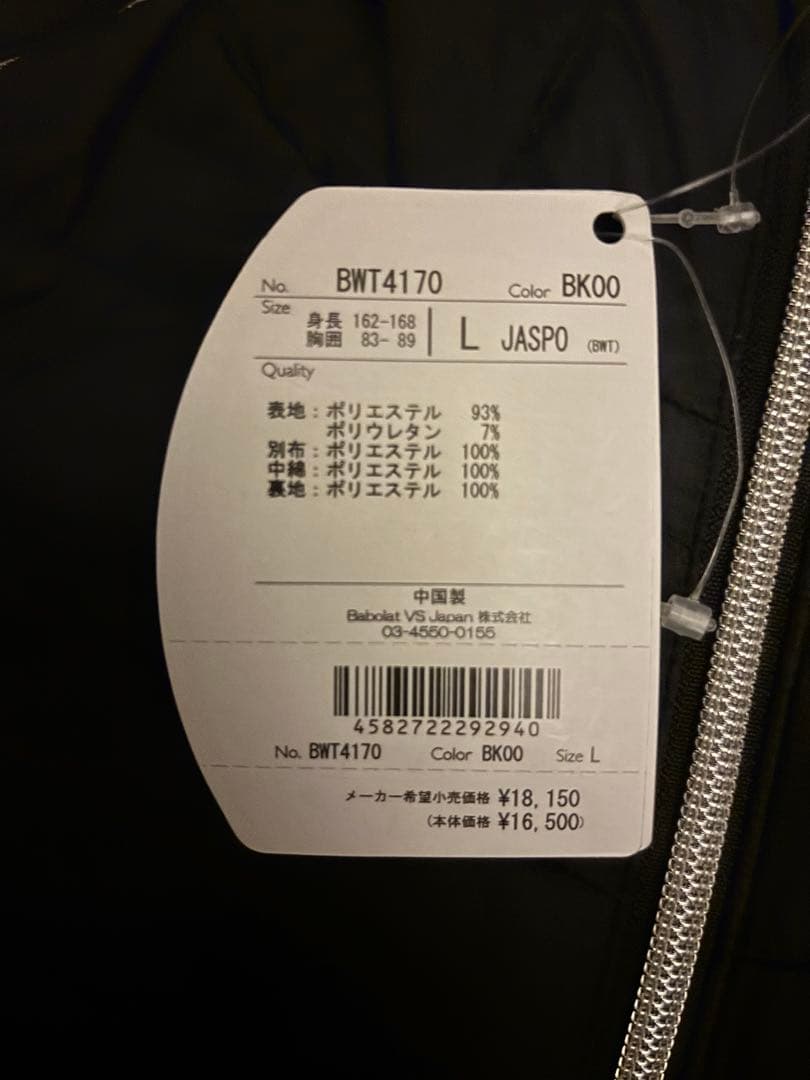 No. BWT4170 Color BK00
Size 身長 162-168 L JASPO (BWT)
胸囲 83- 89
Quality
表地：ポリエステル 93%
ポリウレタン 7%
別布：ポリエステル 100%
中綿：ポリエステル 100%
裏地：ポリエステル 100%
中国製
Babolat VS Japan 株式会社
03-4550-0155
4582722292940
No. BWT4170 Color BK00 Size L
メーカー希望小売価格 ¥18,150
(本体価格 ¥16,500)